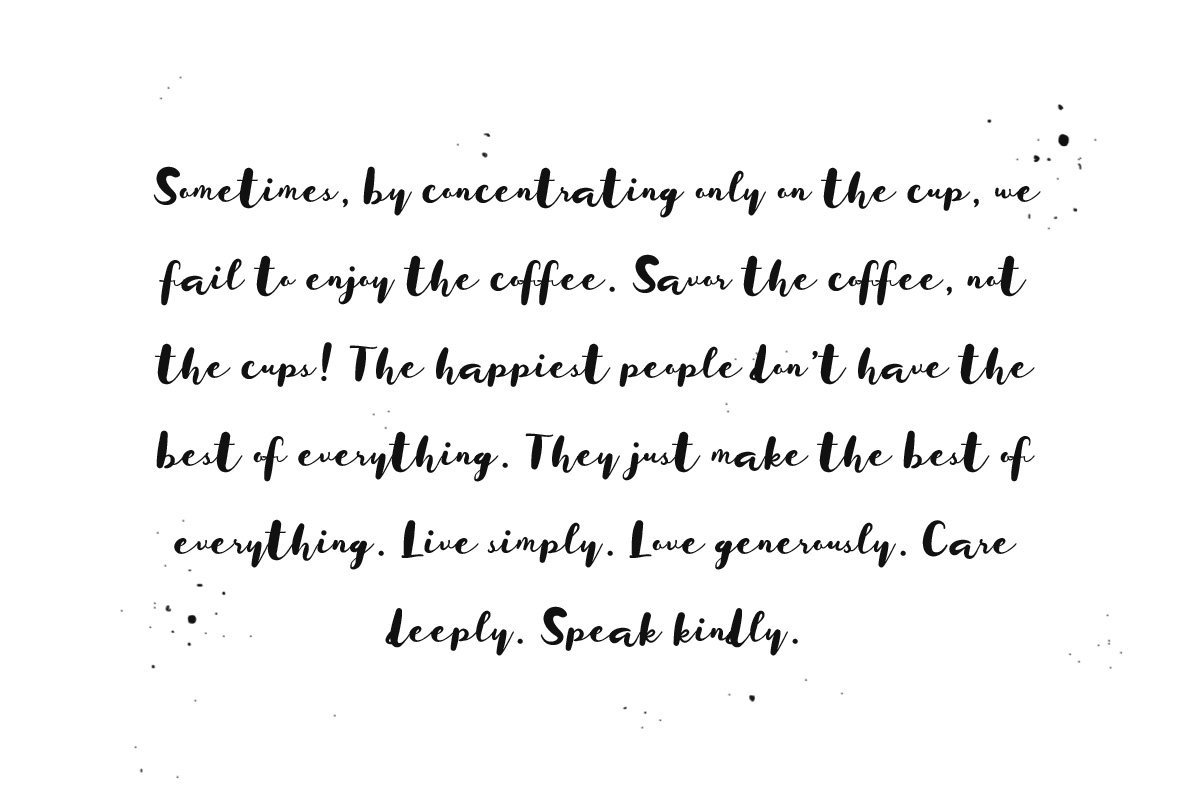 Sometimes, by concentrating only on the cup, we
fail to enjoy the coffee. Savor the coffee, not
the cups! The happiest people don't have the
best of everything. They just make the best of
everything. Live simply. Love generously. Care
deeply. Speak kindly.